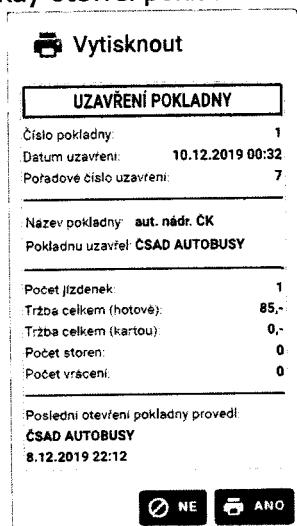 Vytisknout
UZAVŘENÍ POKLADNY
Číslo pokladny: 1
Datum uzavření: 10.12.2019 00:32
Pořadové číslo uzavření: 7
Název pokladny: aut. nádr. ČK
Pokladnu uzavřel: ČSAD AUTOBUSY
Počet jízdenek: 1
Tržba celkem (hotově): 85,-
Tržba celkem (kartou): 0,-
Počet storen: 0
Počet vrácení: 0
Poslední otevření pokladny provedl:
ČSAD AUTOBUSY
8.12.2019 22:12
NE ANO